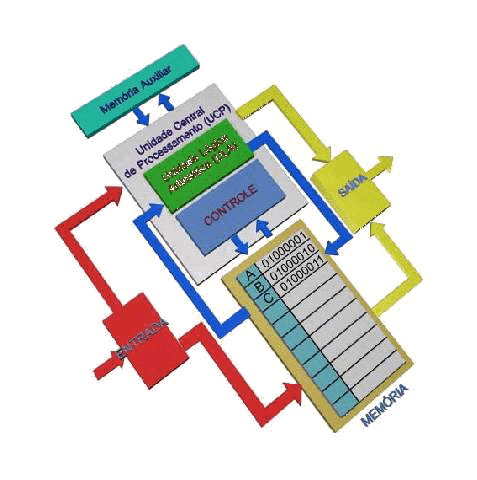 Memória Auxiliar
Unidade Central
de Processamento (UCP)
CONTROLE
SAÍDA
A 01000001
B 01000010
C 01000011
ENTRADA
MEMÓRIA